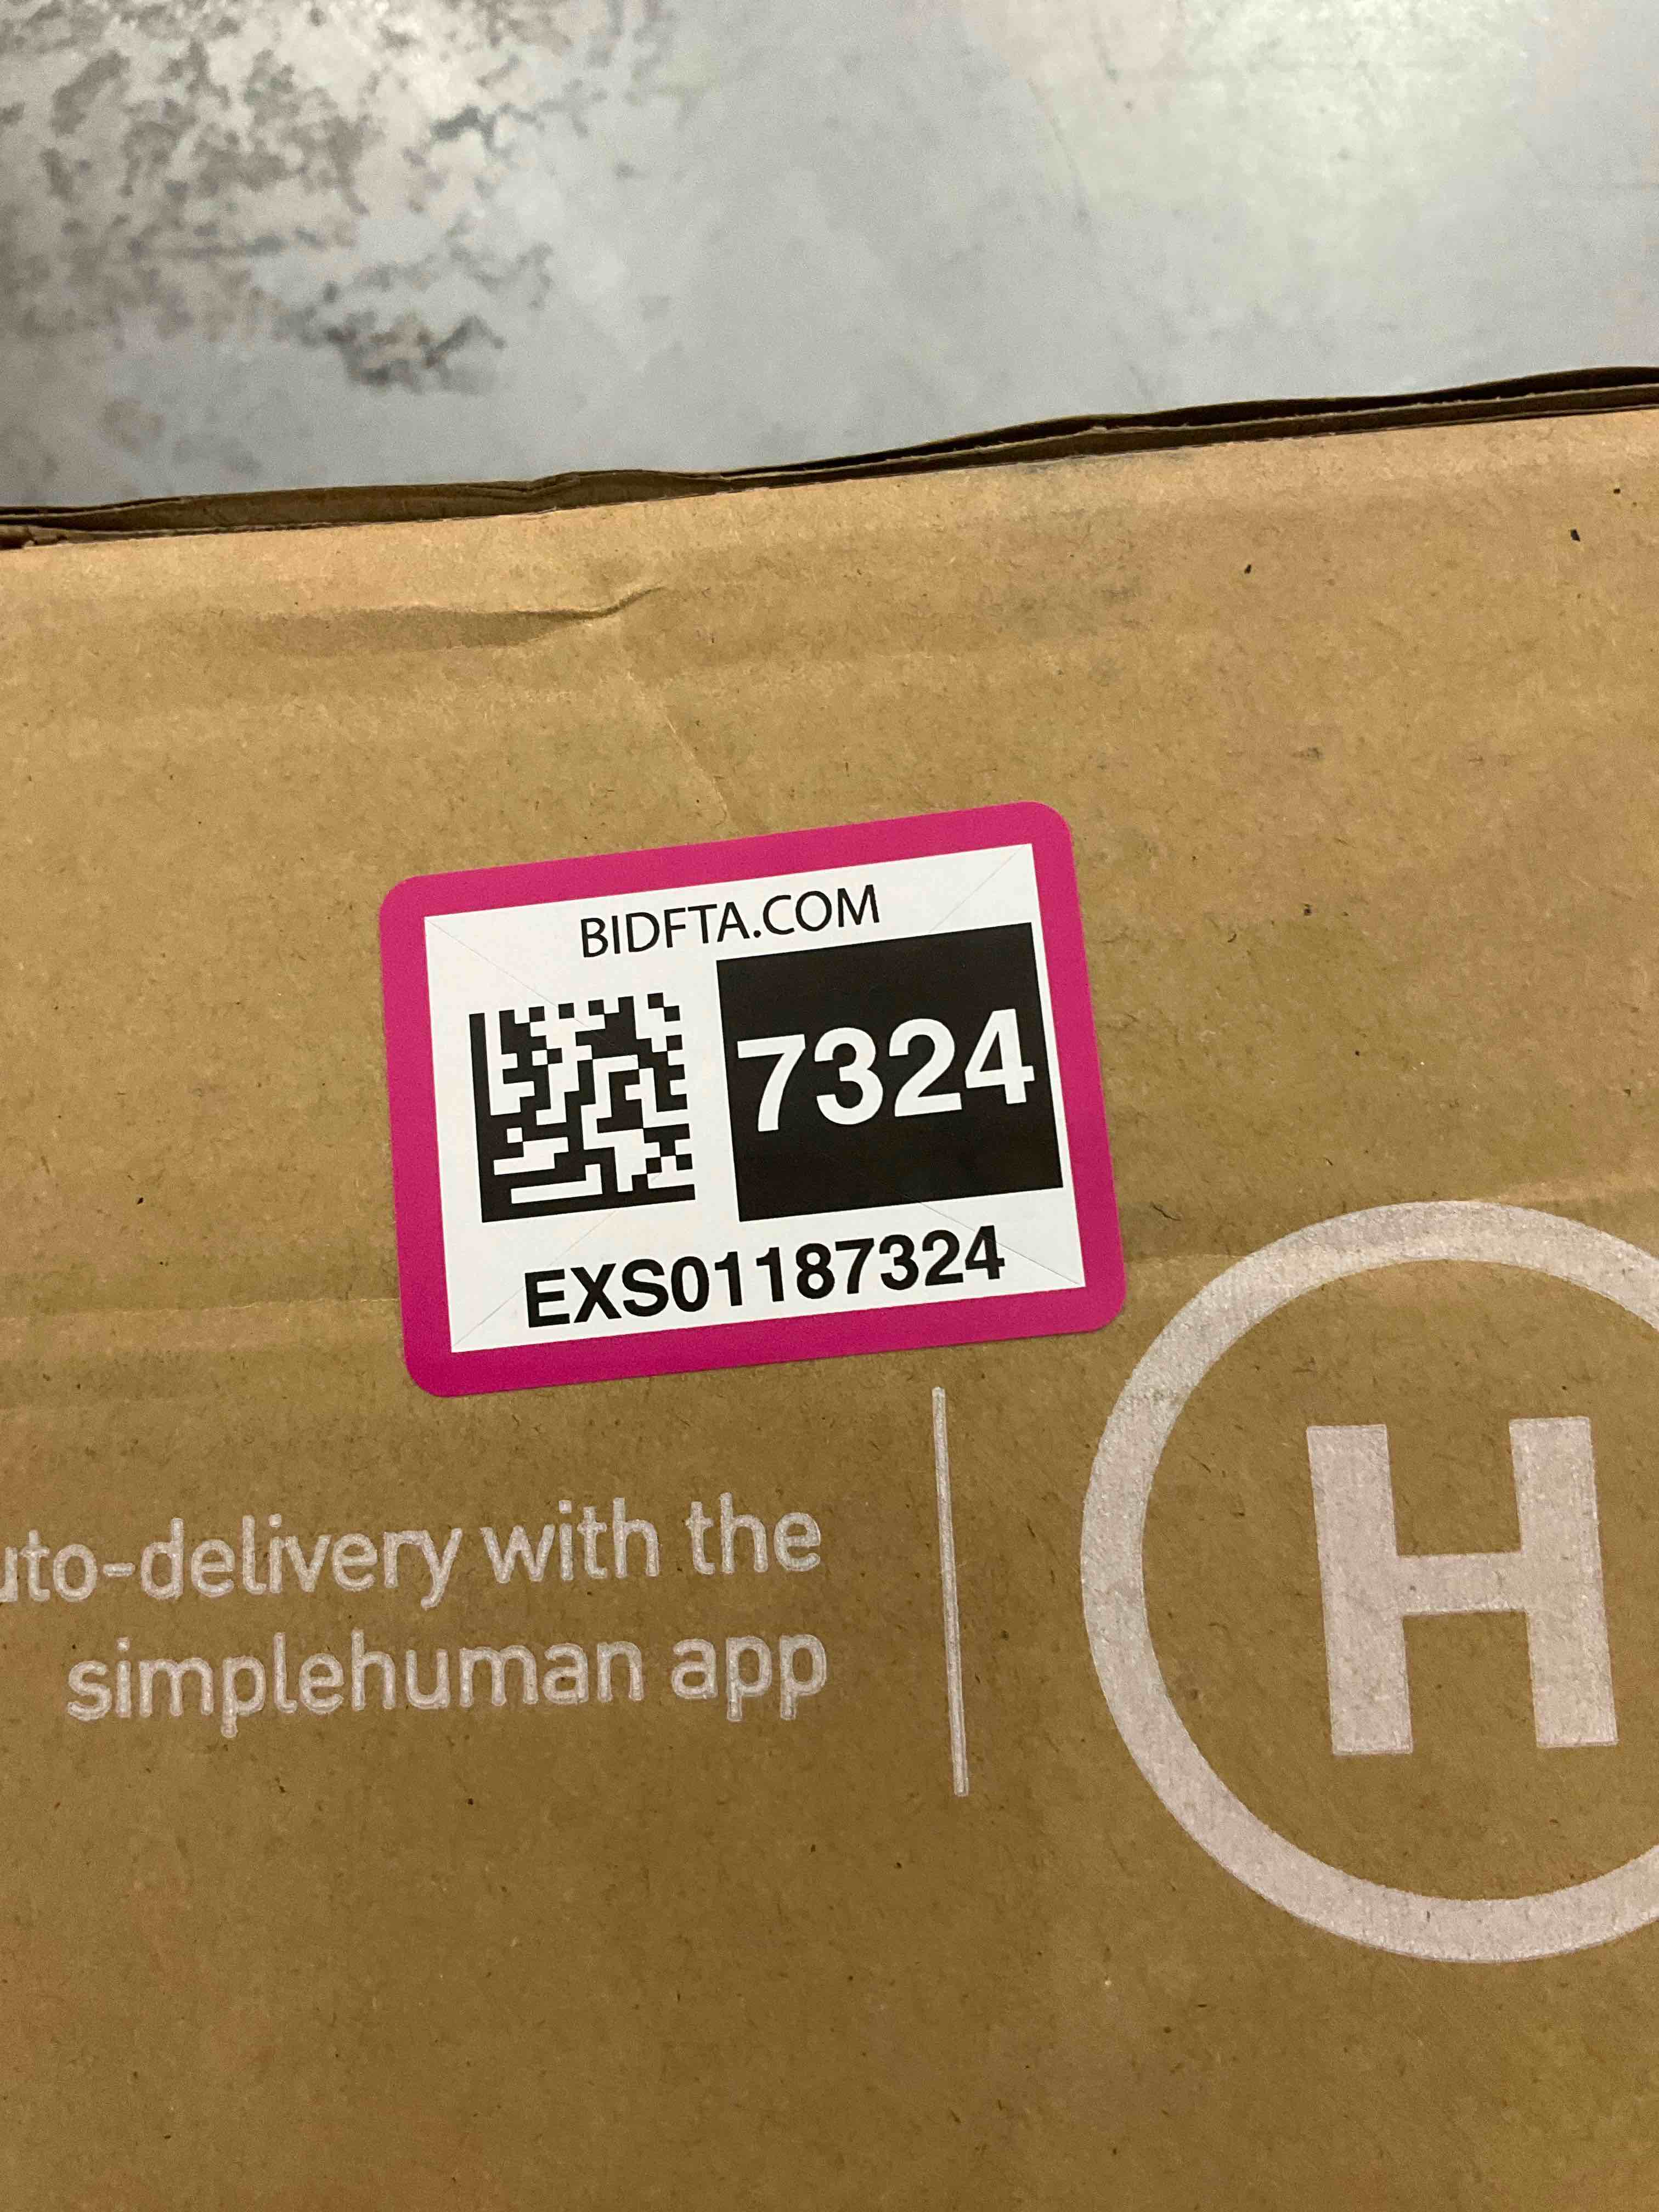 BIDFTA.COM
7324
EXS01187324
uto-delivery with the
simplehuman app
H